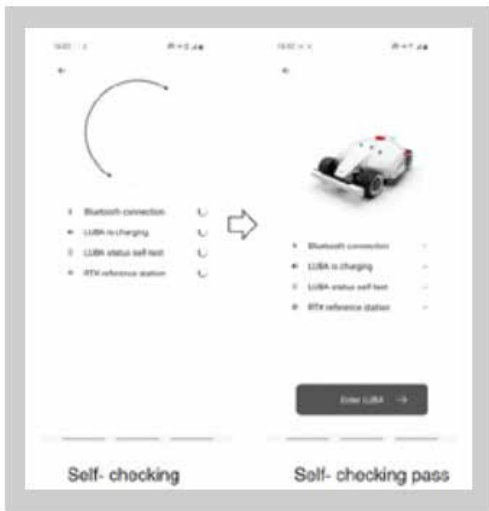 Bluetooth connection
LUBA is charging
LUBA status self-test
RTK reference station
Self- checking
Bluetooth connection
LUBA is charging
LUBA status self-test
RTK reference station
Enter LUBA
Self- checking pass